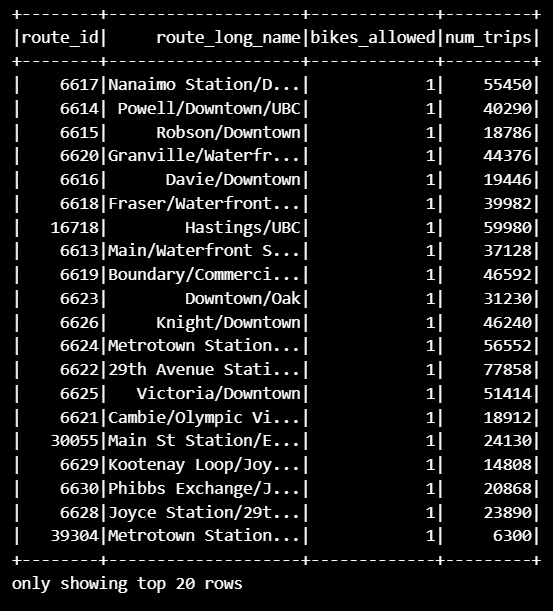 +--------+--------------------+-------------+---------+
|route_id|     route_long_name|bikes_allowed|num_trips|
+--------+--------------------+-------------+---------+
|    6617|Nanaimo Station/D...|            1|    55450|
|    6614| Powell/Downtown/UBC|            1|    40290|
|    6615|     Robson/Downtown|            1|    18786|
|    6620|Granville/Waterfr...|            1|    44376|
|    6616|      Davie/Downtown|            1|    19446|
|    6618|Fraser/Waterfront...|            1|    39982|
|   16718|        Hastings/UBC|            1|    59980|
|    6613|Main/Waterfront S...|            1|    37128|
|    6619|Boundary/Commerci...|            1|    46592|
|    6623|        Downtown/Oak|            1|    31230|
|    6626|     Knight/Downtown|            1|    46240|
|    6624|Metrotown Station...|            1|    56552|
|    6622|29th Avenue Stati...|            1|    77858|
|    6625|   Victoria/Downtown|            1|    51414|
|    6621|Cambie/Olympic Vi...|            1|    18912|
|   30055|Main St Station/E...|            1|    24130|
|    6629|Kootenay Loop/Joy...|            1|    14808|
|    6630|Phibbs Exchange/J...|            1|    20868|
|    6628|Joyce Station/29t...|            1|    23890|
|   39304|Metrotown Station...|            1|     6300|
+--------+--------------------+-------------+---------+
only showing top 20 rows